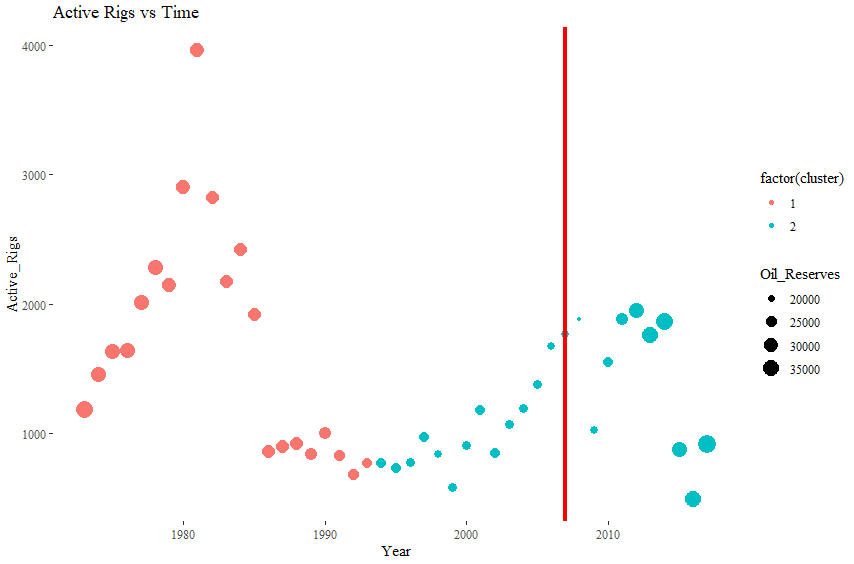 Active Rigs vs Time
4000
3000
2000
1000
Active_Rigs
1980
1990
2000
2010
Year
factor(cluster)
1
2
Oil_Reserves
20000
25000
30000
35000